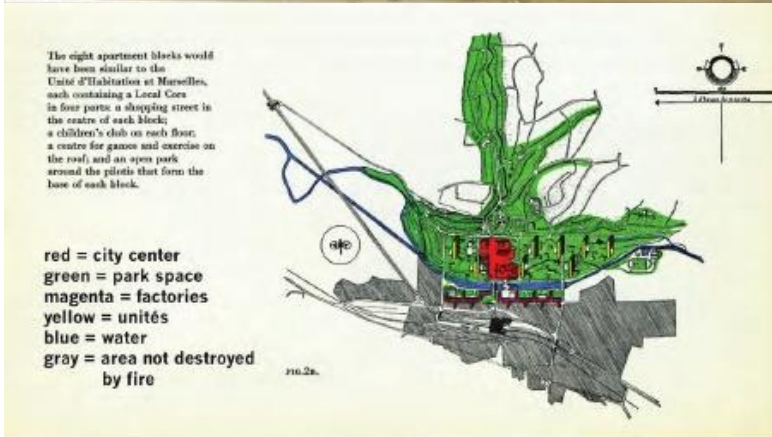 The eight apartment blocks would
have been similar to the
Unité d'Habitation at Marseilles,
each containing a Local Core
in four parts: a shopping street in
the centre of each block;
a children's club on each floor;
a centre for games and exercise on
the roof; and an open park
around the pilotis that form the
base of each block.
red = city center
green = park space
magenta = factories
yellow = unités
blue = water
gray = area not destroyed
by fire
FIG.2B.